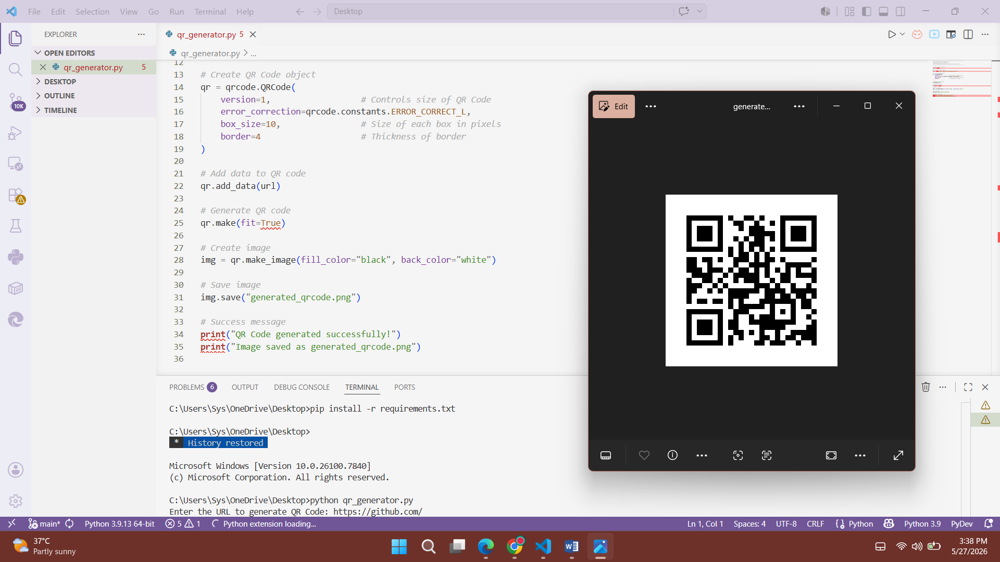 File Edit Selection View Go Run Terminal Help
Desktop
EXPLORER
OPEN EDITORS
qr_generator.py 5
DESKTOP
OUTLINE
TIMELINE
10K
qr_generator.py 5
qr_generator.py > ...
12
13 # Create QR Code object
14 qr = qrcode.QRCode(
15 version=1, # Controls size of QR Code
16 error_correction=qrcode.constants.ERROR_CORRECT_L,
17 box_size=10, # Size of each box in pixels
18 border=4 # Thickness of border
19 )
20
21 # Add data to QR code
22 qr.add_data(url)
23
24 # Generate QR code
25 qr.make(fit=True)
26
27 # Create image
28 img = qr.make_image(fill_color="black", back_color="white")
29
30 # Save image
31 img.save("generated_qrcode.png")
32
33 # Success message
34 print("QR Code generated successfully!")
35 print("Image saved as generated_qrcode.png")
36
Edit
generate...
PROBLEMS 6 OUTPUT DEBUG CONSOLE TERMINAL PORTS
C:\Users\Sys\OneDrive\Desktop>pip install -r requirements.txt
C:\Users\Sys\OneDrive\Desktop>
* History restored
Microsoft Windows [Version 10.0.26100.7840]
(c) Microsoft Corporation. All rights reserved.
C:\Users\Sys\OneDrive\Desktop>python qr_generator.py
Enter the URL to generate QR Code: https://github.com/
main* Python 3.9.13 64-bit 5 1 Python extension loading... Ln 1, Col 1 Spaces: 4 UTF-8 CRLF Python Python 3.9 PyDev
37°C
Partly sunny
3:38 PM
5/27/2026